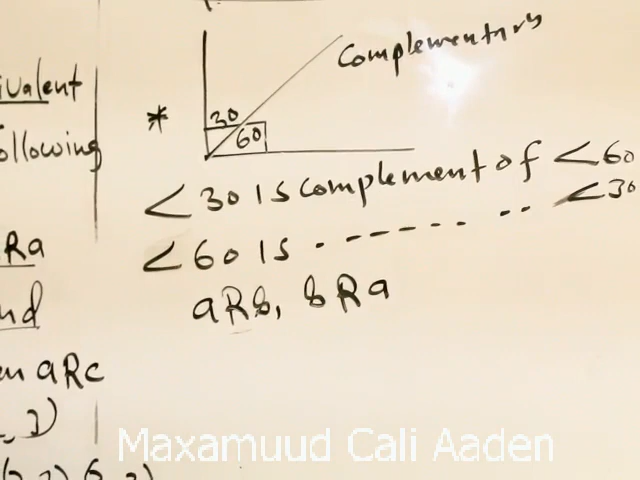 ivalent
ollowing
Ra
nd
aRc
Complementary
*
30
60
<30 Is complement of <60
<60 Is . - - - - - - . . <30
aRb, bRa
Maxamuud Cali Aaden